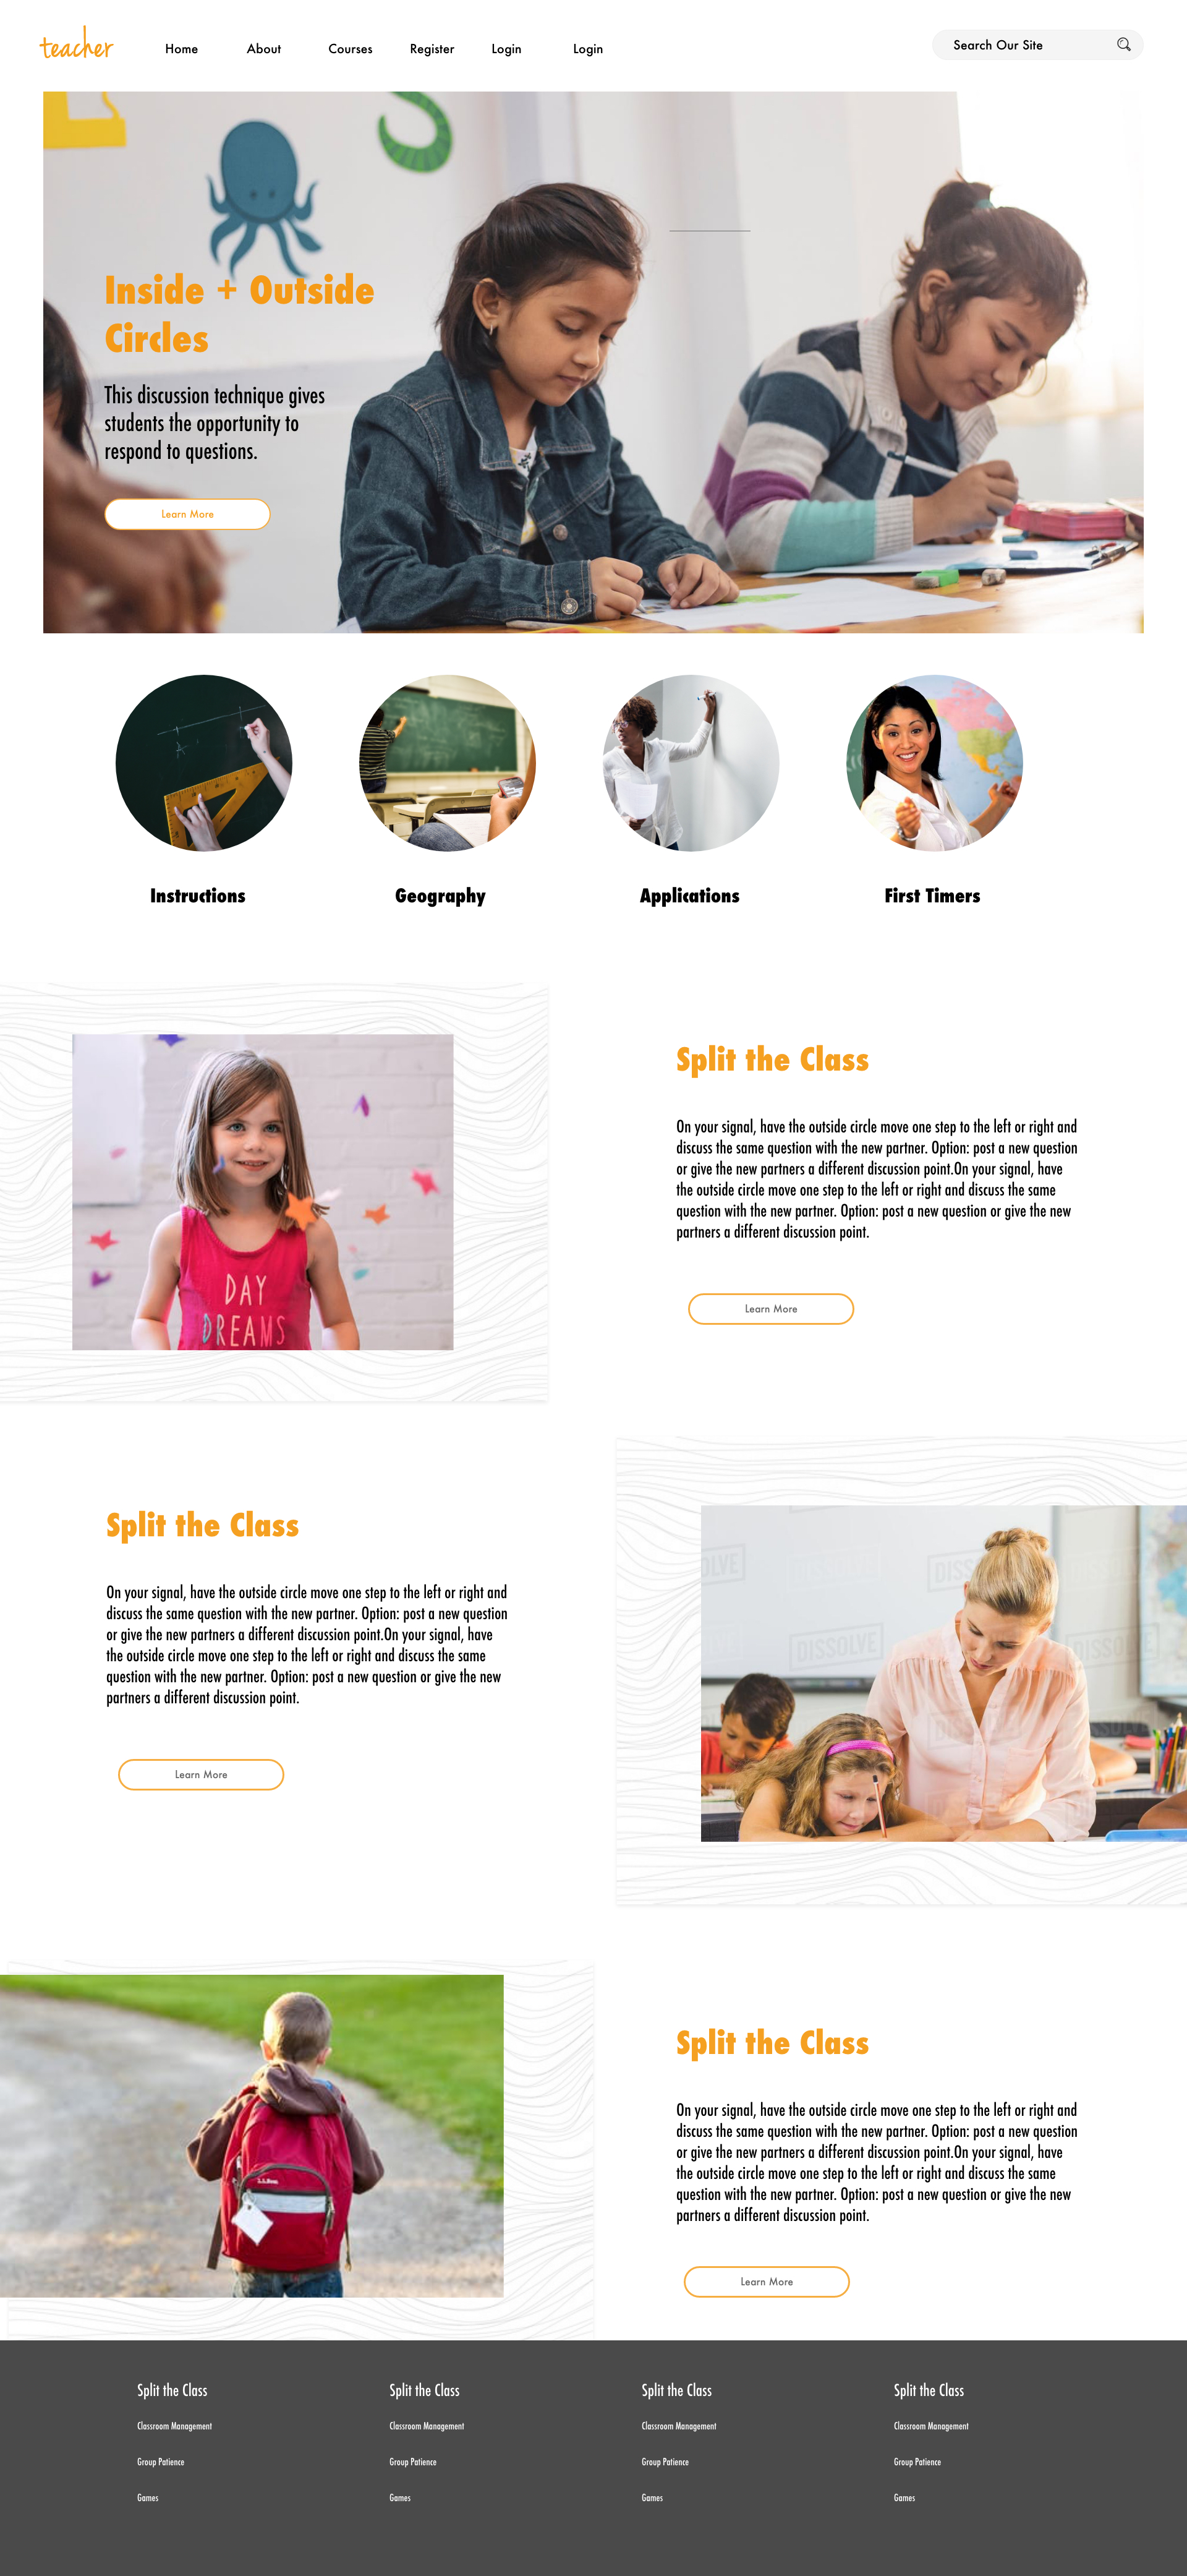 teacher
Home
About
Courses
Register
Login
Login
Search Our Site
Inside + Outside
Circles
This discussion technique gives
students the opportunity to
respond to questions.
Learn More
Instructions
Geography
Applications
First Timers
DAY
DREAMS
Split the Class
On your signal, have the outside circle move one step to the left or right and
discuss the same question with the new partner. Option: post a new question
or give the new partners a different discussion point.On your signal, have
the outside circle move one step to the left or right and discuss the same
question with the new partner. Option: post a new question or give the new
partners a different discussion point.
Learn More
Split the Class
On your signal, have the outside circle move one step to the left or right and
discuss the same question with the new partner. Option: post a new question
or give the new partners a different discussion point.On your signal, have
the outside circle move one step to the left or right and discuss the same
question with the new partner. Option: post a new question or give the new
partners a different discussion point.
Learn More
DISSOLVE
Split the Class
On your signal, have the outside circle move one step to the left or right and
discuss the same question with the new partner. Option: post a new question
or give the new partners a different discussion point.On your signal, have
the outside circle move one step to the left or right and discuss the same
question with the new partner. Option: post a new question or give the new
partners a different discussion point.
Learn More
Split the Class
Classroom Management
Group Patience
Games
Split the Class
Classroom Management
Group Patience
Games
Split the Class
Classroom Management
Group Patience
Games
Split the Class
Classroom Management
Group Patience
Games